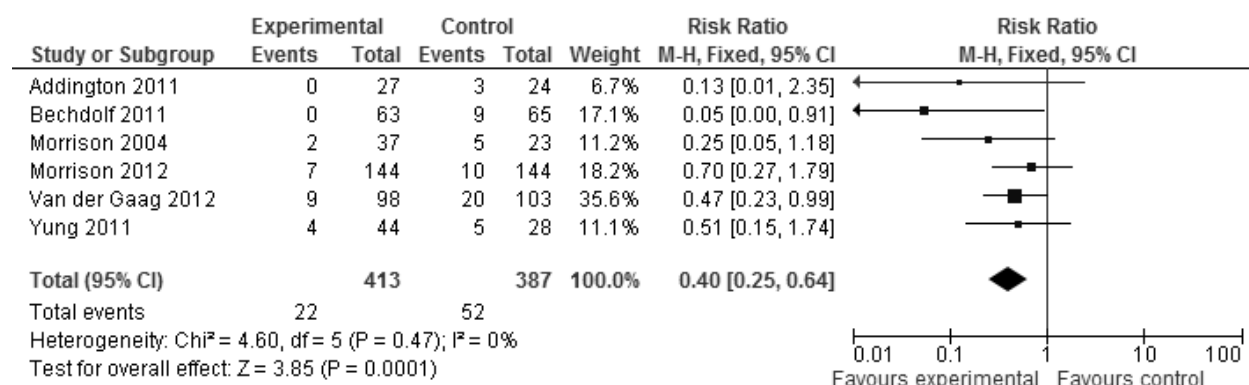 Experimental Control Risk Ratio Risk Ratio
Study or Subgroup Events Total Events Total Weight M-H, Fixed, 95% CI M-H, Fixed, 95% CI
Addington 2011 0 27 3 24 6.7% 0.13 [0.01, 2.35]
Bechdolf 2011 0 63 9 65 17.1% 0.05 [0.00, 0.91]
Morrison 2004 2 37 5 23 11.2% 0.25 [0.05, 1.18]
Morrison 2012 7 144 10 144 18.2% 0.70 [0.27, 1.79]
Van der Gaag 2012 9 98 20 103 35.6% 0.47 [0.23, 0.99]
Yung 2011 4 44 5 28 11.1% 0.51 [0.15, 1.74]
Total (95% CI) 413 387 100.0% 0.40 [0.25, 0.64]
Total events 22 52
Heterogeneity: Chi² = 4.60, df = 5 (P = 0.47); I² = 0%
Test for overall effect: Z = 3.85 (P = 0.0001)
0.01 0.1 1 10 100
Favours experimental Favours control